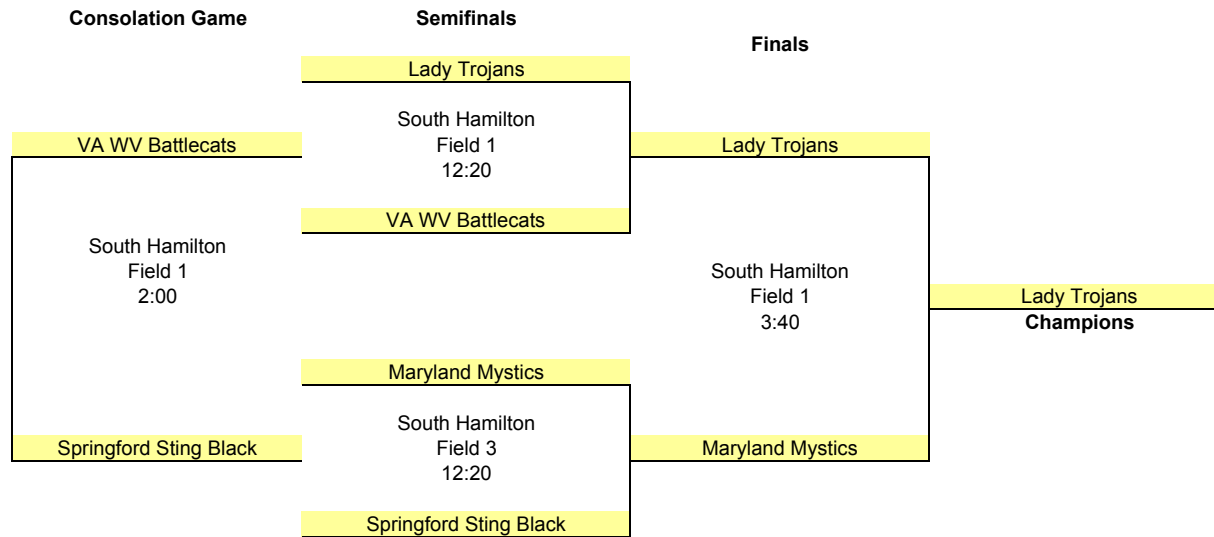 Consolation Game
Semifinals
Finals
Lady Trojans
South Hamilton
Field 1
12:20
VA WV Battlecats
Lady Trojans
VA WV Battlecats
South Hamilton
Field 1
2:00
South Hamilton
Field 1
3:40
Lady Trojans
Champions
Maryland Mystics
South Hamilton
Field 3
12:20
Springford Sting Black
Maryland Mystics
Springford Sting Black